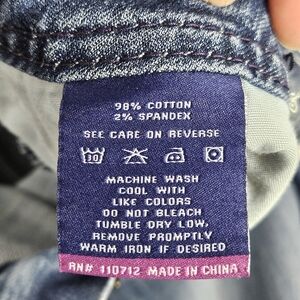 98% COTTON
2% SPANDEX
SEE CARE ON REVERSE
30
MACHINE WASH
COOL WITH
LIKE COLORS
DO NOT BLEACH
TUMBLE DRY LOW,
REMOVE PROMPTLY
WARM IRON IF DESIRED
RN# 110712 MADE IN CHINA